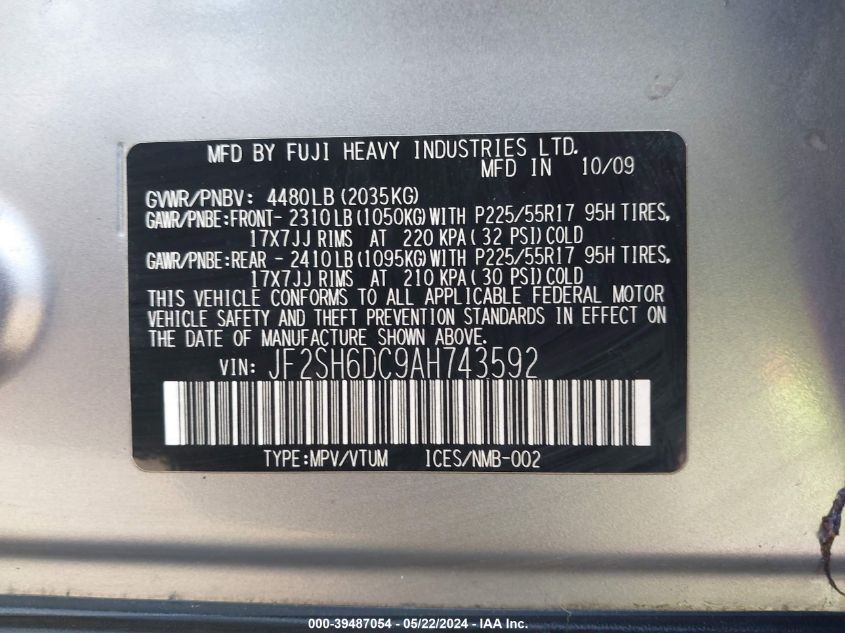 MFD BY FUJI HEAVY INDUSTRIES LTD.
MFD IN 10/09
GVWR/PNBV: 4480LB (2035KG)
GAWR/PNBE:FRONT- 2310LB (1050KG) WITH P225/55R17 95H TIRES,
17X7JJ RIMS AT 220 KPA ( 32 PSI) COLD
GAWR/PNBE:REAR - 2410LB (1095KG) WITH P225/55R17 95H TIRES,
17X7JJ RIMS AT 210 KPA ( 30 PSI) COLD
THIS VEHICLE CONFORMS TO ALL APPLICABLE FEDERAL MOTOR
VEHICLE SAFETY AND THEFT PREVENTION STANDARDS IN EFFECT ON
THE DATE OF MANUFACTURE SHOWN ABOVE.
VIN: JF2SH6DC9AH743592
TYPE:MPV/VTUM ICES/NMB-002
000-39487054 - 05/22/2024 - IAA Inc.